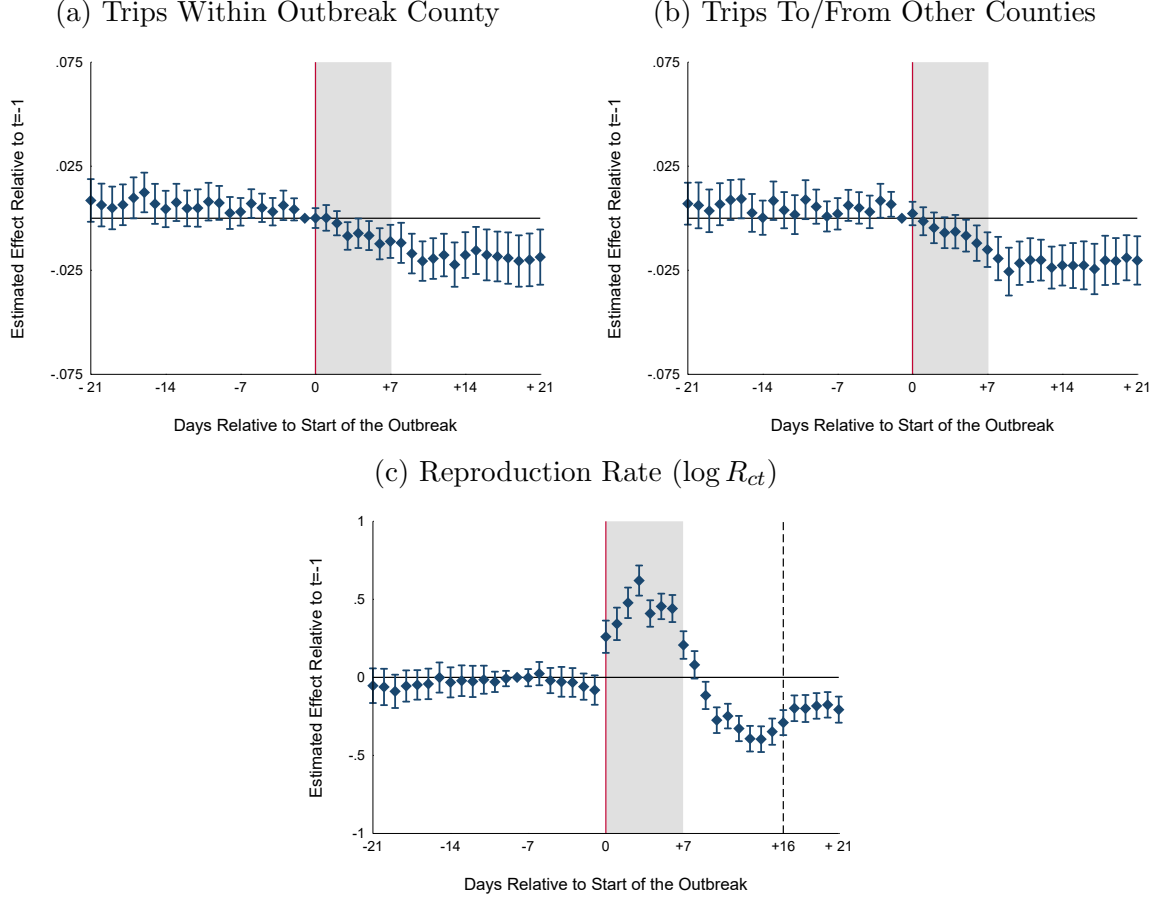 (a) Trips Within Outbreak County
.075
.025
-.025
-.075
Estimated Effect Relative to t=-1
- 21 -14 -7 0 +7 +14 + 21
Days Relative to Start of the Outbreak
(b) Trips To/From Other Counties
.075
.025
-.025
-.075
Estimated Effect Relative to t=-1
- 21 -14 -7 0 +7 +14 + 21
Days Relative to Start of the Outbreak
(c) Reproduction Rate (log R_ct)
1
.5
0
-.5
-1
Estimated Effect Relative to t=-1
-21 -14 -7 0 +7 +16 + 21
Days Relative to Start of the Outbreak